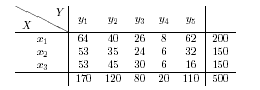 Y
X y₁ y₂ y₃ y₄ y₅
x₁ 64 40 26 8 62 200
x₂ 53 35 24 6 32 150
x₃ 53 45 30 6 16 150
170 120 80 20 110 500